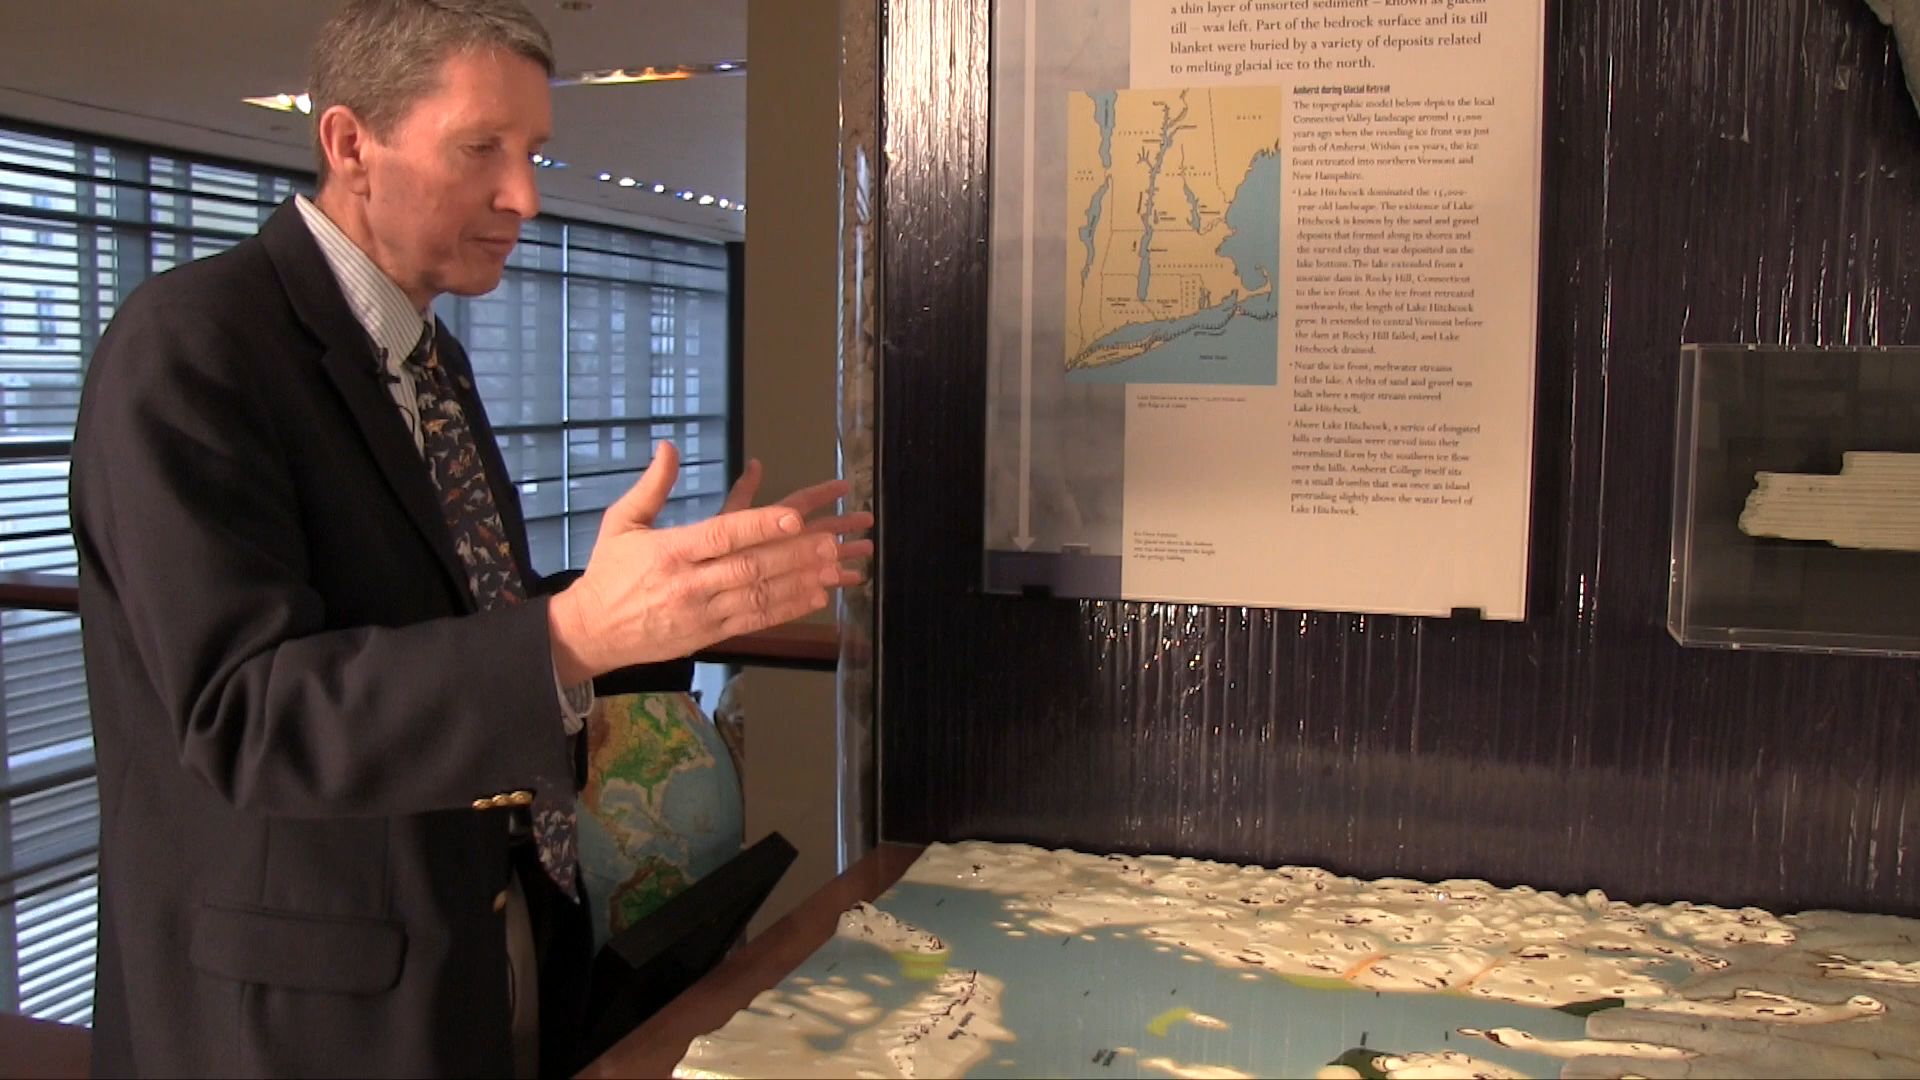 a thin layer of unsorted sediment – known as glacial
till – was left. Part of the bedrock surface and its till
blanket were buried by a variety of deposits related
to melting glacial ice to the north.
Amherst during Glacial Retreat
The topographic model below depicts the local
Connecticut Valley landscape around 15,000
years ago when the receding ice front was just
north of Amherst. Within 500 years, the ice
front retreated into northern Vermont and
New Hampshire.
• Lake Hitchcock dominated the 15,000-
year-old landscape. The existence of Lake
Hitchcock is known by the sand and gravel
deposits that formed along its shores and
the varved clay that was deposited on the
lake bottom. The lake extended from a
moraine dam in Rocky Hill, Connecticut
to the ice front. As the ice front retreated
northwards, the length of Lake Hitchcock
grew. It extended to central Vermont before
the dam at Rocky Hill failed, and Lake
Hitchcock drained.
• Near the ice front, meltwater streams
fed the lake. A delta of sand and gravel was
built where a major stream entered
Lake Hitchcock.
• Above Lake Hitchcock, a series of elongated
hills or drumlins were carved into their
streamlined form by the southern ice flow
over the hills. Amherst College itself sits
on a small drumlin that was once an island
protruding slightly above the water level of
Lake Hitchcock.
MAINE
VERMONT
MASSACHUSETTS